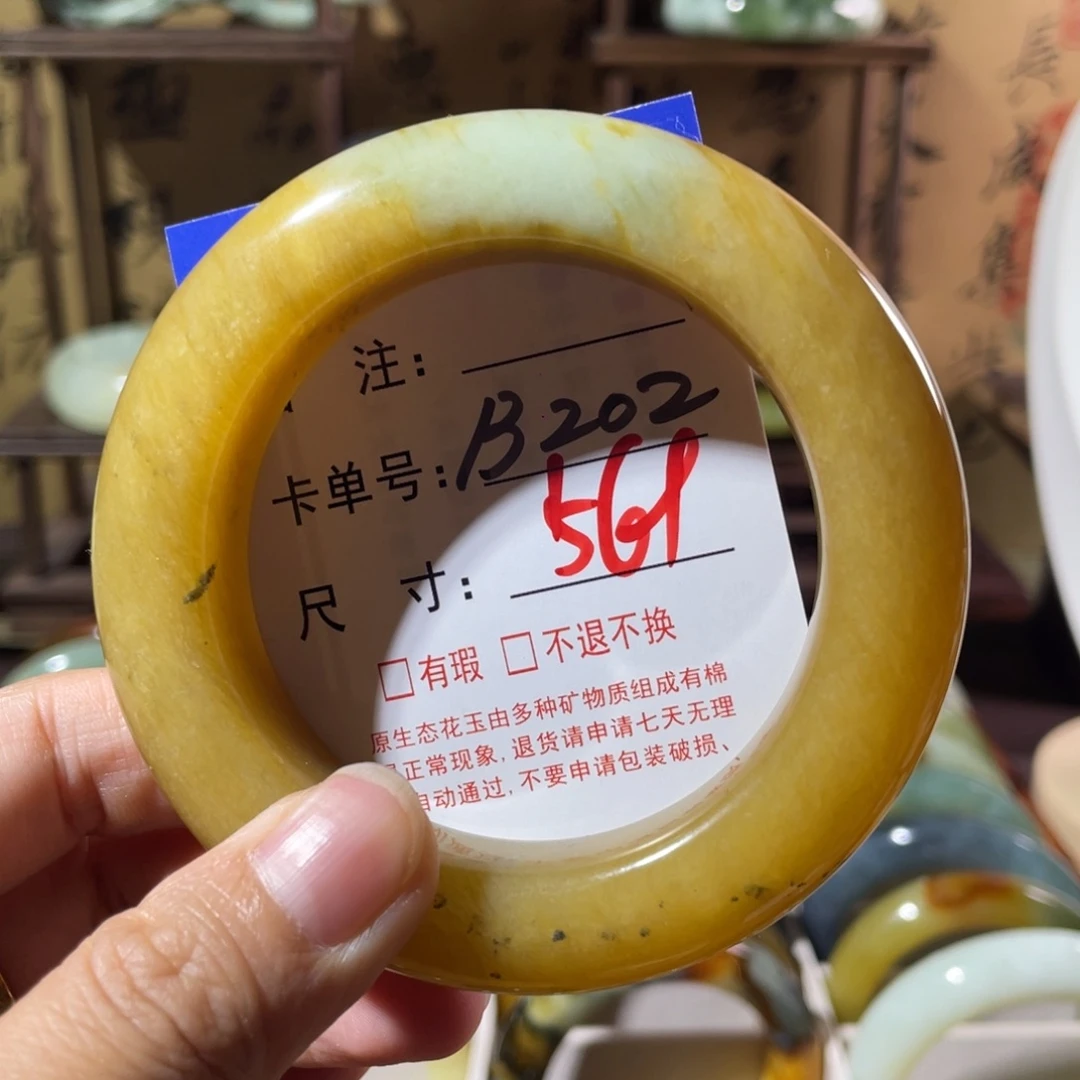 注：
卡单号：B202
尺 寸：561
□有瑕 □不退不换
原生态花玉由多种矿物质组成有棉
正常现象，退货请申请七天无理
自动通过，不要申请包装破损、